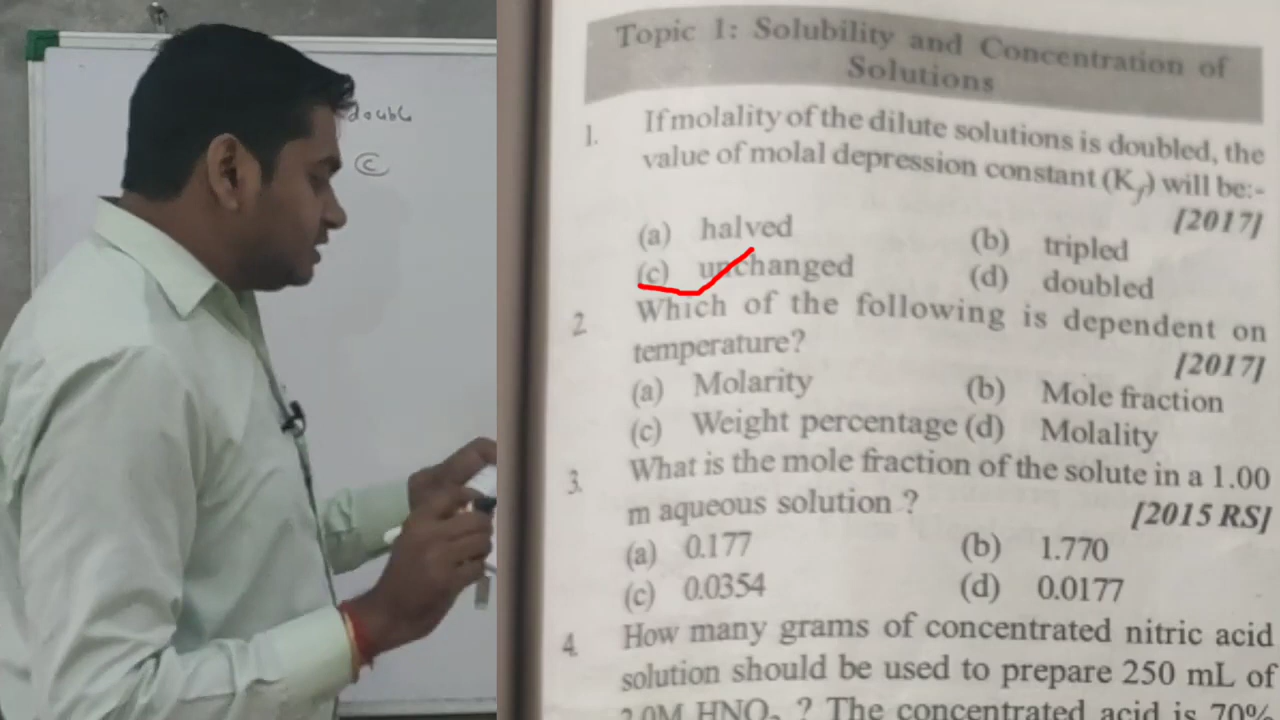 double
C
Topic 1: Solubility and Concentration of
Solutions
1. If molality of the dilute solutions is doubled, the
value of molal depression constant (Kf) will be:-
[2017]
(a) halved (b) tripled
(c) unchanged (d) doubled
2. Which of the following is dependent on
temperature? [2017]
(a) Molarity (b) Mole fraction
(c) Weight percentage (d) Molality
3. What is the mole fraction of the solute in a 1.00
m aqueous solution ? [2015 RS]
(a) 0.177 (b) 1.770
(c) 0.0354 (d) 0.0177
4. How many grams of concentrated nitric acid
solution should be used to prepare 250 mL of
2.0M HNO3 ? The concentrated acid is 70%